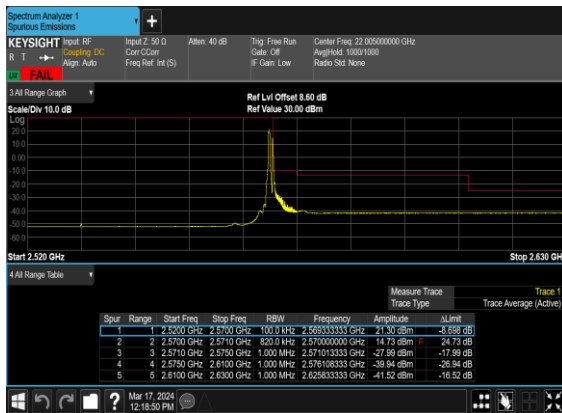 Spectrum Analyzer 1
Spurious Emissions
+
KEYSIGHT Input: RF Input Z: 50 Ω Atten: 40 dB Trig: Free Run Center Freq: 22.005000000 GHz
R T Coupling: DC Corr CCorr Gate: Off Avg|Hold: 1000/1000
Align: Auto Freq Ref: Int (S) IF Gain: Low Radio Std: None
LW FAIL
3 All Range Graph
Ref Lvl Offset 8.60 dB
Scale/Div 10.0 dB Ref Value 30.00 dBm
Log
20.0
10.0
0.00
-10.0
-20.0
-30.0
-40.0
-50.0
-60.0
Start 2.520 GHz Stop 2.630 GH
4 All Range Table
Measure Trace Trace 1
Trace Type Trace Average (Active)
Spur Range Start Freq Stop Freq RBW Frequency Amplitude ΔLimit
1 1 2.5200 GHz 2.5700 GHz 100.0 kHz 2.569333333 GHz 21.30 dBm -8.698 dB
2 2 2.5700 GHz 2.5710 GHz 820.0 kHz 2.570000000 GHz 14.73 dBm F 24.73 dB
3 3 2.5710 GHz 2.5750 GHz 1.000 MHz 2.571013333 GHz -27.99 dBm -17.99 dB
4 4 2.5750 GHz 2.6100 GHz 1.000 MHz 2.576108333 GHz -39.94 dBm -26.94 dB
5 5 2.6100 GHz 2.6300 GHz 1.000 MHz 2.625833333 GHz -41.52 dBm -16.52 dB
? Mar 17, 2024
12:18:50 PM